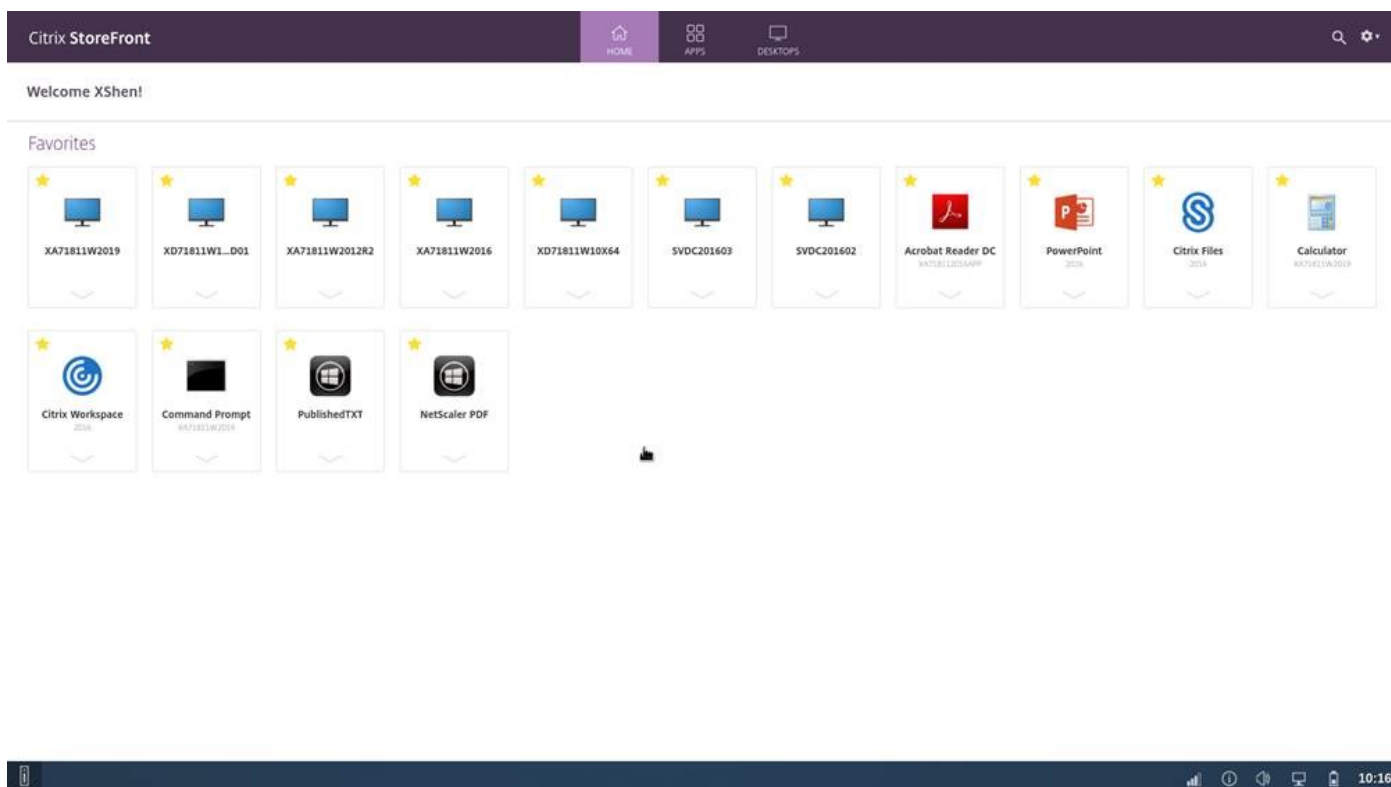 Citrix StoreFront
HOME
APPS
DESKTOPS
Welcome XShen!
Favorites
XA71811W2019
XD71811W1...D01
XA71811W2012R2
XA71811W2016
XD71811W10X64
SVDC201603
SVDC201602
Acrobat Reader DC
XA718112016APP
PowerPoint
2016
Citrix Files
2016
Calculator
XA71811W2019
Citrix Workspace
2016
Command Prompt
XA71811W2019
PublishedTXT
NetScaler PDF
10:16